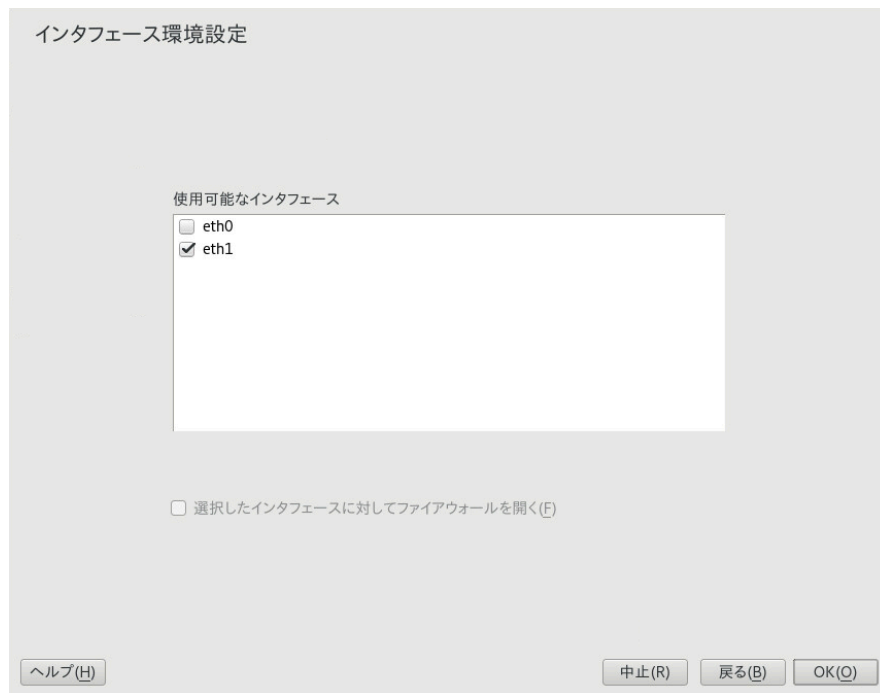 インタフェース環境設定
使用可能なインタフェース
eth0
eth1
選択したインタフェースに対してファイアウォールを開く(F)
ヘルプ(H)
中止(R)
戻る(B)
OK(O)